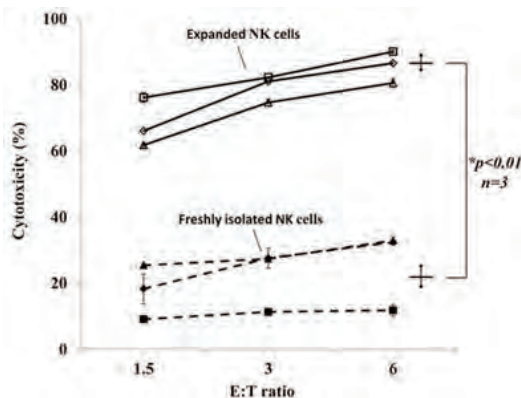 100
80
60
40
20
0
Cytotoxicity (%)
Expanded NK cells
Freshly isolated NK cells
*p<0.01
n=3
1.5
3
6
E:T ratio